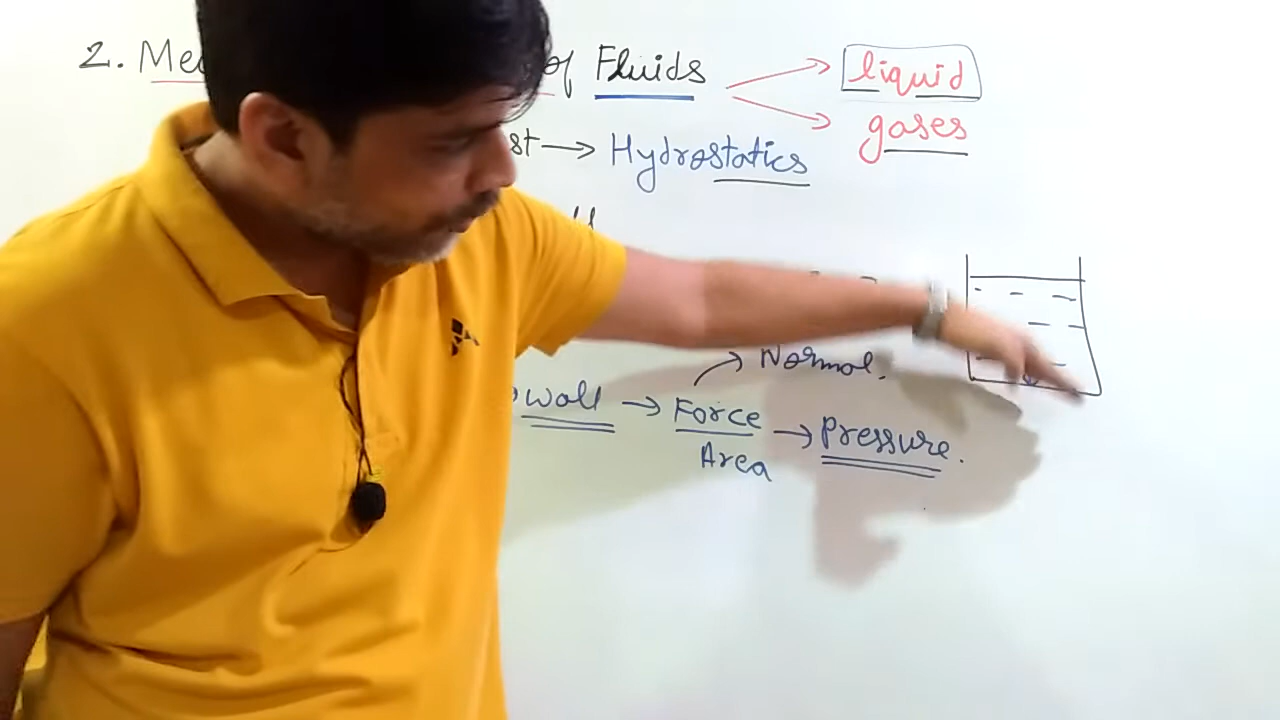 2. Me of Fluids liquid
gases
st → Hydrostatics
Normal.
wall → Force → Pressure.
Area